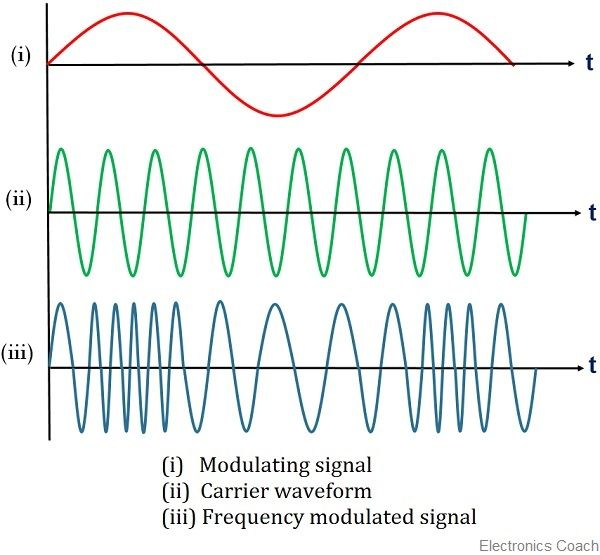 (i)
t
(ii)
t
(iii)
t
(i) Modulating signal
(ii) Carrier waveform
(iii) Frequency modulated signal
Electronics Coach